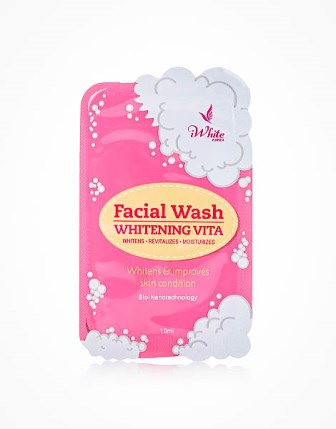 iWhite
KOREA
Facial Wash
WHITENING VITA
WHITENS • REVITALIZES • MOISTURIZES
Whitens & improves
skin condition
Bio-Nanotechnology
10ml